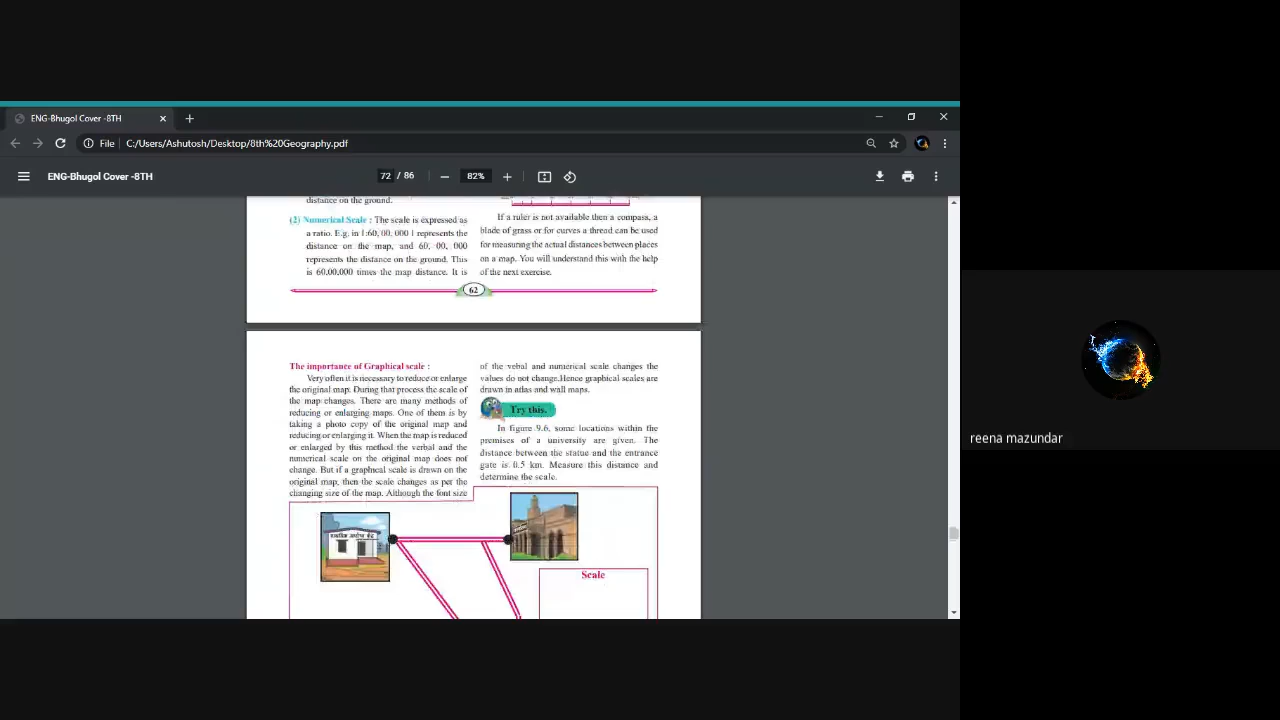 ENG-Bhugol Cover -8TH
File
C:/Users/Ashutosh/Desktop/8th%20Geography.pdf
ENG-Bhugol Cover -8TH
72 / 86
82%
distance on the ground.
(2) Numerical Scale : The scale is expressed as
a ratio. E.g. in 1:60, 00, 000 1 represents the
distance on the map, and 60, 00, 000
represents the distance on the ground. This
is 60,00,000 times the map distance. It is
If a ruler is not available then a compass, a
blade of grass or for curves a thread can be used
for measuring the actual distances between places
on a map. You will understand this with the help
of the next exercise.
62
The importance of Graphical scale :
Very often it is necessary to reduce or enlarge
the original map. During that process the scale of
the map changes. There are many methods of
reducing or enlarging maps. One of them is by
taking a photo copy of the original map and
reducing or enlarging it. When the map is reduced
or enlarged by this method the verbal and the
numerical scale on the original map does not
change. But if a graphical scale is drawn on the
original map, then the scale changes as per the
changing size of the map. Although the font size
of the vebal and numerical scale changes the
values do not change.Hence graphical scales are
drawn in atlas and wall maps.
Try this.
In figure 9.6, some locations within the
premises of a university are given. The
distance between the statue and the entrance
gate is 0.5 km. Measure this distance and
determine the scale.
Scale
reena mazundar